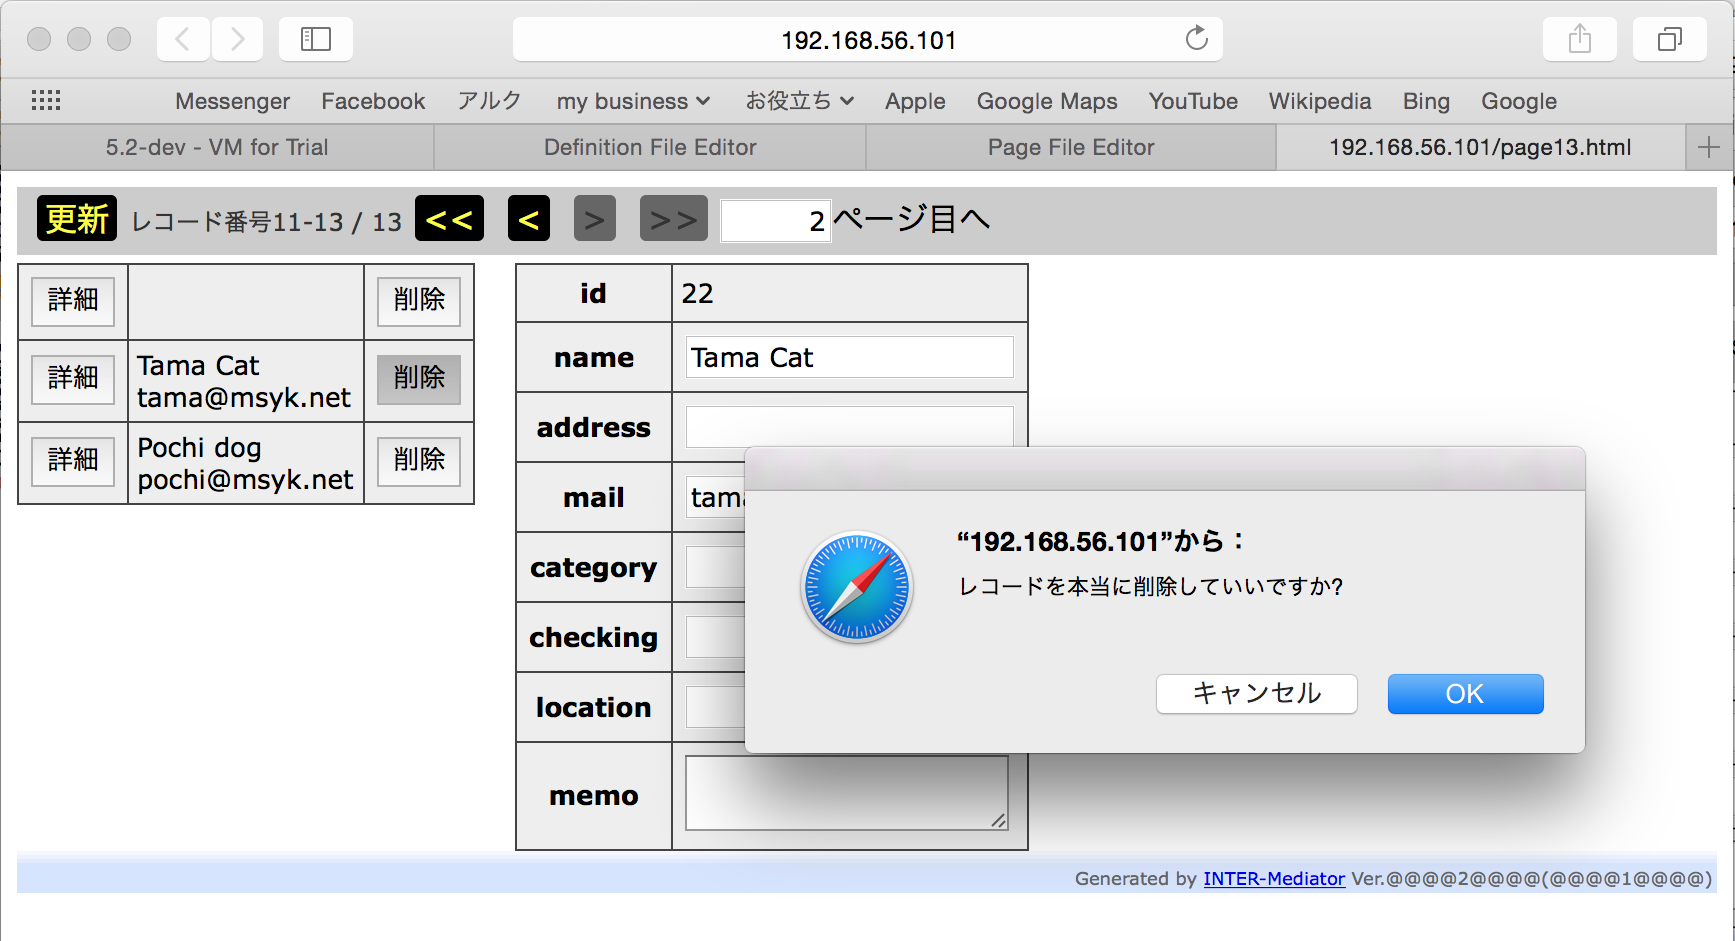 192.168.56.101
Messenger Facebook アルク my business お役立ち Apple Google Maps YouTube Wikipedia Bing Google
5.2-dev - VM for Trial Definition File Editor Page File Editor 192.168.56.101/page13.html
更新 レコード番号11-13 / 13 << < > >> 2ページ目へ
詳細 削除
詳細 Tama Cat 削除
tama@msyk.net
詳細 Pochi dog 削除
pochi@msyk.net
id 22
name Tama Cat
address
mail tama
category
checking
location
memo
“192.168.56.101”から：
レコードを本当に削除していいですか?
キャンセル OK
Generated by INTER-Mediator Ver.@@@@2@@@@(@@@@1@@@@)